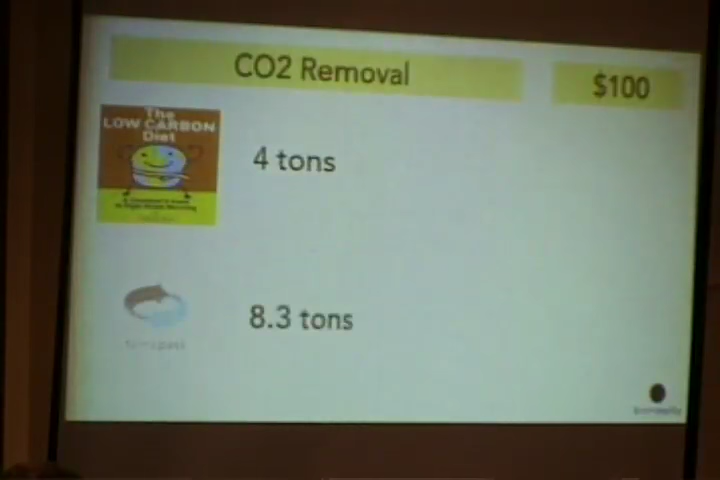 CO2 Removal
$100
The
LOW CARBON
Diet
4 tons
8.3 tons